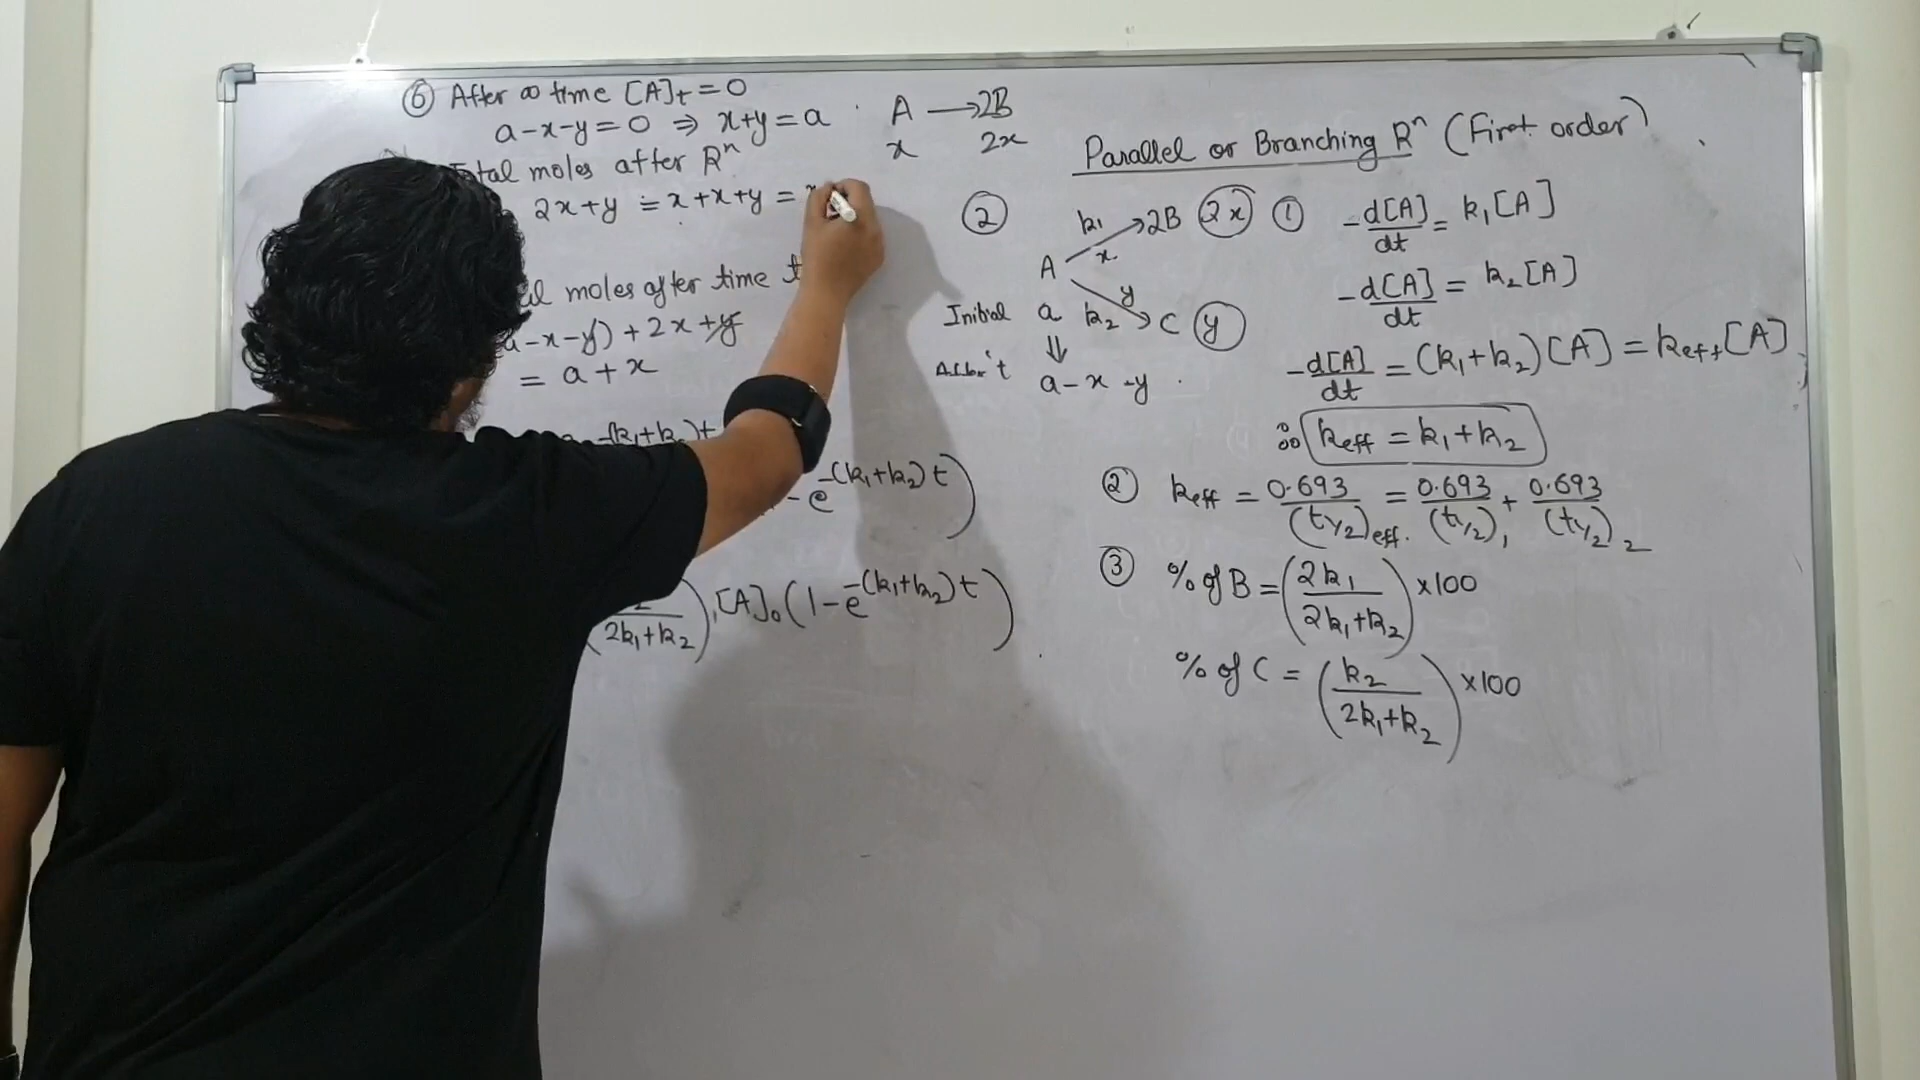 ⑥ After ∞ time [A]t = 0
a-x-y=0 ⇒ x+y = a
Total moles after Rⁿ
2x+y = x+x+y =
moles after time t
a-x-y) + 2x + y
= a + x
-(k₁+k₂)t
- e^-(k₁+k₂)t)
2k₁+k₂) [A]₀ (1 - e^-(k₁+k₂)t)
A → 2B
x 2x
Parallel or Branching Rⁿ (First order)
②
k₁ → 2B (2x)
x
A
y
k₂ → C (y)
Initial a
⇓
After t a-x-y
① -d[A]/dt = k₁[A]
-d[A]/dt = k₂[A]
-d[A]/dt = (k₁+k₂)[A] = keff[A]
keff = k₁+k₂
② keff = 0.693/(t1/2)eff. = 0.693/(t1/2)₁ + 0.693/(t1/2)₂
③ % of B = (2k₁/2k₁+k₂) ×100
% of C = (k₂/2k₁+k₂) ×100